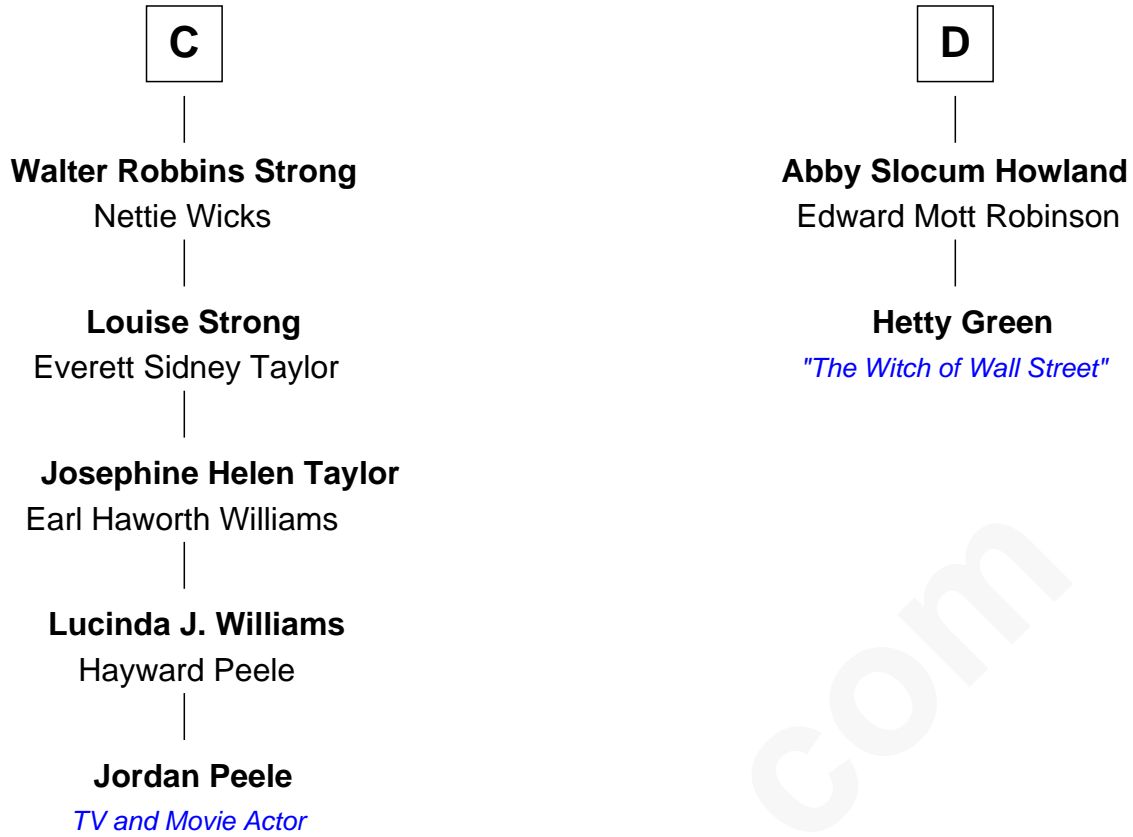 C
Walter Robbins Strong
Nettie Wicks
Louise Strong
Everett Sidney Taylor
Josephine Helen Taylor
Earl Haworth Williams
Lucinda J. Williams
Hayward Peele
Jordan Peele
TV and Movie Actor
D
Abby Slocum Howland
Edward Mott Robinson
Hetty Green
"The Witch of Wall Street"
com